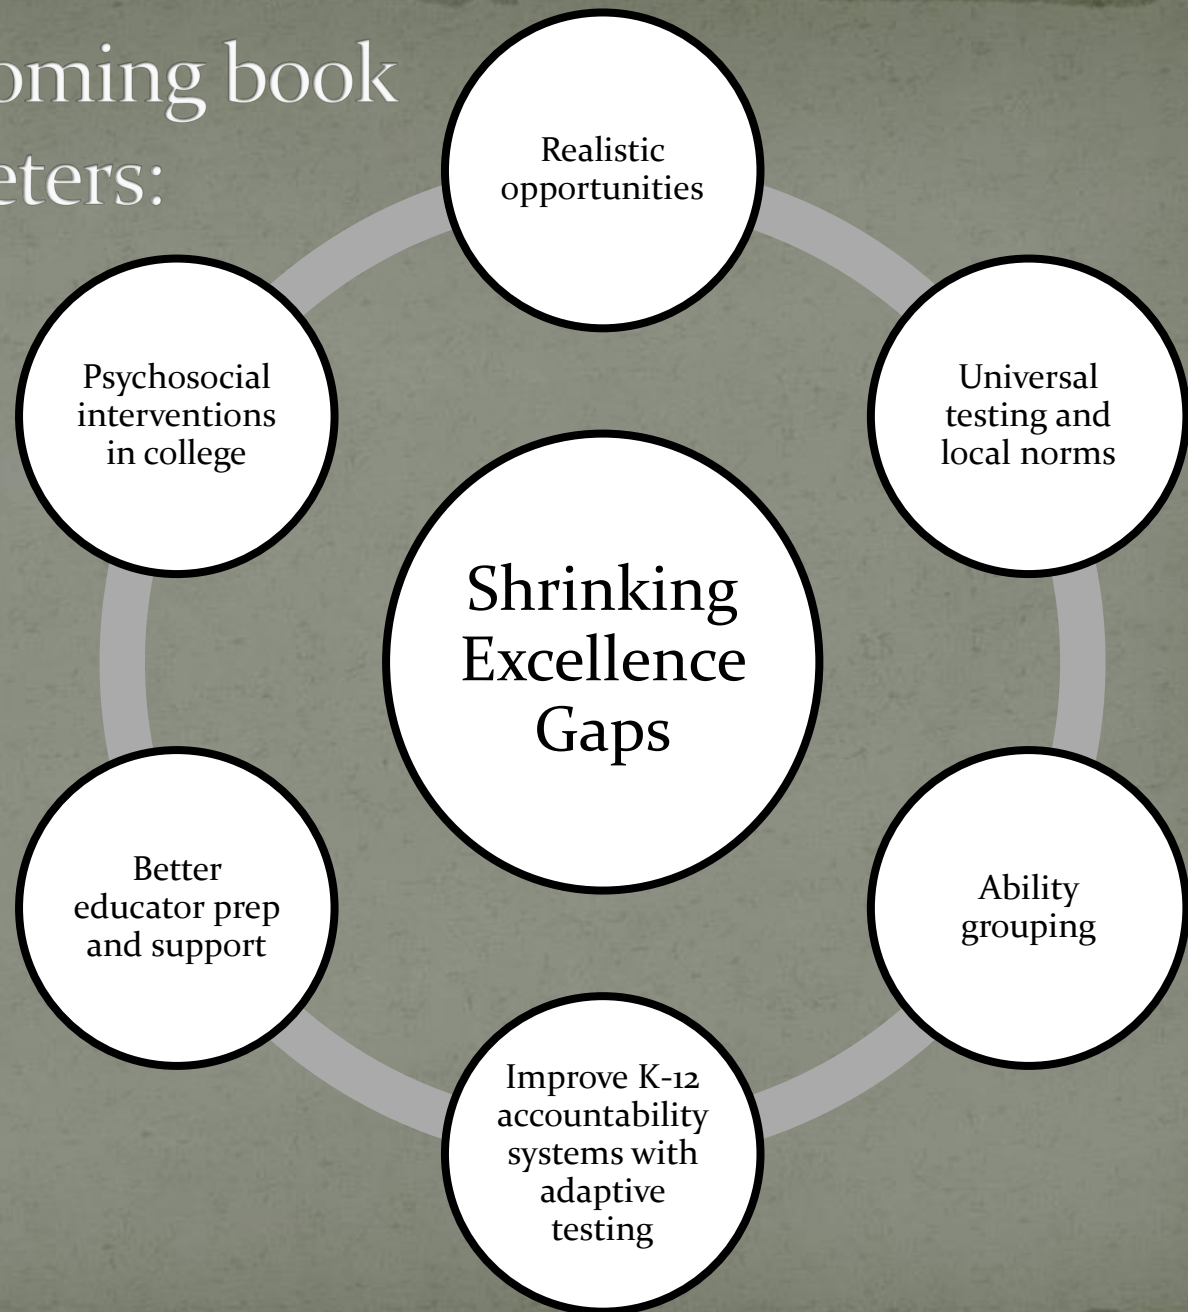 oming book
eters:
Realistic
opportunities
Universal
testing and
local norms
Ability
grouping
Improve K-12
accountability
systems with
adaptive
testing
Better
educator prep
and support
Psychosocial
interventions
in college
Shrinking
Excellence
Gaps